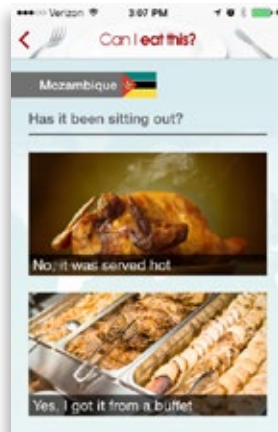 Verizon 3:07 PM
Can I eat this?
Mozambique
Has it been sitting out?
No, it was served hot
Yes, I got it from a buffet